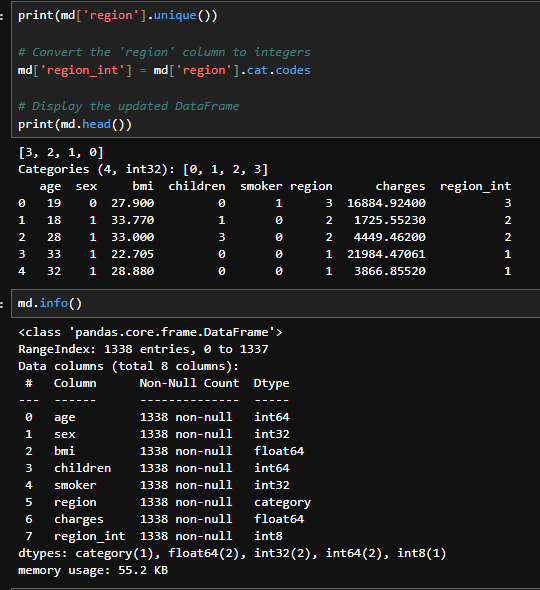 : print(md['region'].unique())
# Convert the 'region' column to integers
md['region_int'] = md['region'].cat.codes
# Display the updated DataFrame
print(md.head())
[3, 2, 1, 0]
Categories (4, int32): [0, 1, 2, 3]
   age  sex     bmi  children  smoker region      charges  region_int
0   19    0  27.900         0       1      3  16884.92400           3
1   18    1  33.770         1       0      2   1725.55230           2
2   28    1  33.000         3       0      2   4449.46200           2
3   33    1  22.705         0       0      1  21984.47061           1
4   32    1  28.880         0       0      1   3866.85520           1
: md.info()
<class 'pandas.core.frame.DataFrame'>
RangeIndex: 1338 entries, 0 to 1337
Data columns (total 8 columns):
 #   Column      Non-Null Count  Dtype
---  ------      --------------  -----
 0   age         1338 non-null   int64
 1   sex         1338 non-null   int32
 2   bmi         1338 non-null   float64
 3   children    1338 non-null   int64
 4   smoker      1338 non-null   int32
 5   region      1338 non-null   category
 6   charges     1338 non-null   float64
 7   region_int  1338 non-null   int8
dtypes: category(1), float64(2), int32(2), int64(2), int8(1)
memory usage: 55.2 KB